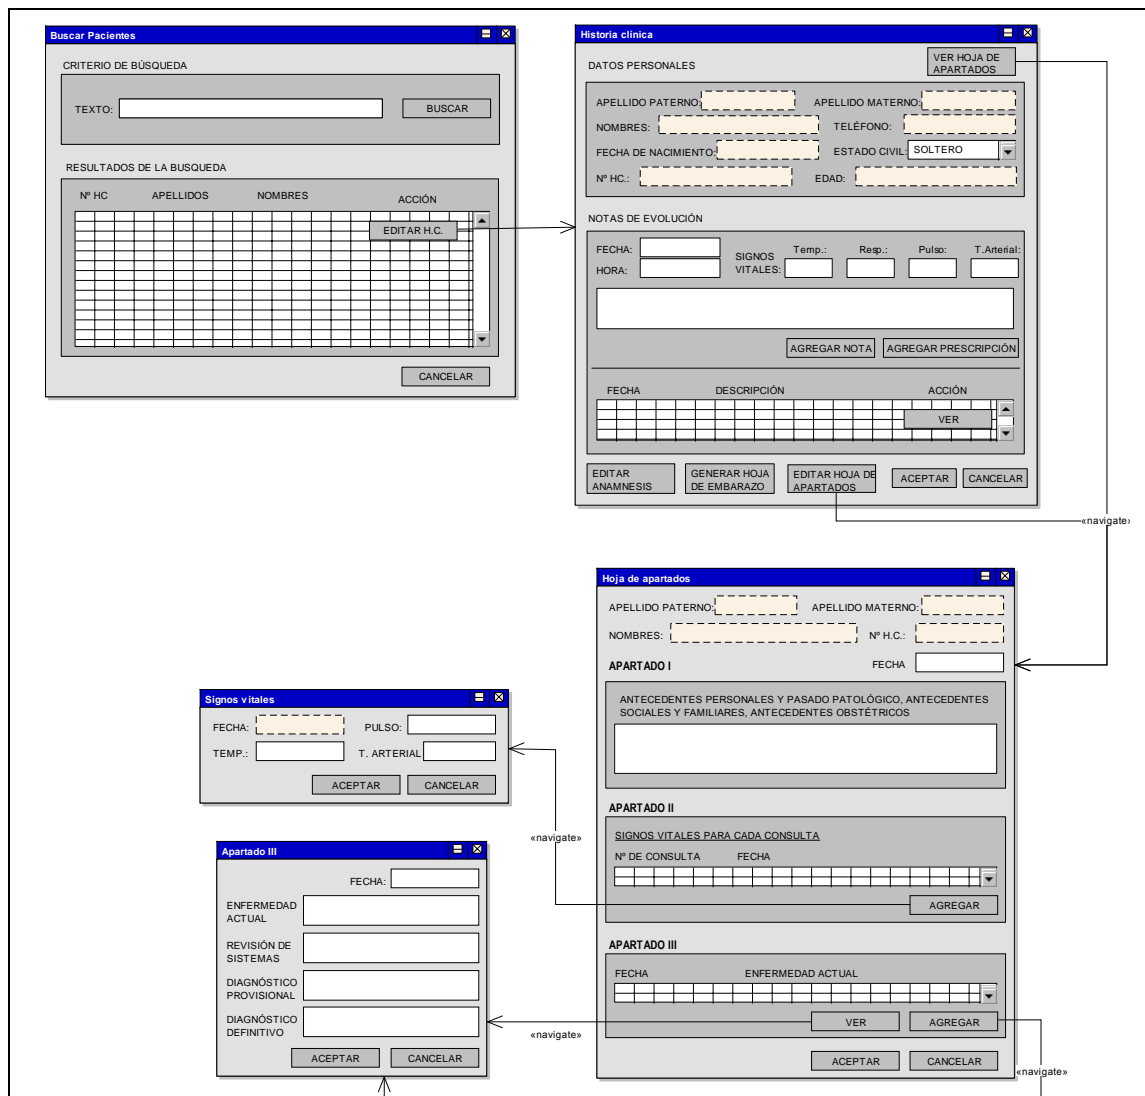 Buscar Pacientes
CRITERIO DE BÚSQUEDA
TEXTO:
BUSCAR
RESULTADOS DE LA BUSQUEDA
Nº HC APELLIDOS NOMBRES ACCIÓN
EDITAR H.C.
CANCELAR
Historia clínica
DATOS PERSONALES
VER HOJA DE
APARTADOS
APELLIDO PATERNO: APELLIDO MATERNO:
NOMBRES: TELÉFONO:
FECHA DE NACIMIENTO: ESTADO CIVIL: SOLTERO
Nº HC.: EDAD:
NOTAS DE EVOLUCIÓN
FECHA:
HORA:
SIGNOS
VITALES:
Temp.: Resp.: Pulso: T.Arterial:
AGREGAR NOTA AGREGAR PRESCRIPCIÓN
FECHA DESCRIPCIÓN ACCIÓN
VER
EDITAR
ANAMNESIS
GENERAR HOJA
DE EMBARAZO
EDITAR HOJA DE
APARTADOS
ACEPTAR CANCELAR
«navigate»
Hoja de apartados
APELLIDO PATERNO: APELLIDO MATERNO:
NOMBRES: Nº H.C.:
APARTADO I FECHA
ANTECEDENTES PERSONALES Y PASADO PATOLÓGICO, ANTECEDENTES
SOCIALES Y FAMILIARES, ANTECEDENTES OBSTÉTRICOS
APARTADO II
SIGNOS VITALES PARA CADA CONSULTA
Nº DE CONSULTA FECHA
AGREGAR
APARTADO III
FECHA ENFERMEDAD ACTUAL
VER AGREGAR
ACEPTAR CANCELAR
«navigate»
Signos vitales
FECHA: PULSO:
TEMP.: T. ARTERIAL
ACEPTAR CANCELAR
«navigate»
Apartado III
FECHA:
ENFERMEDAD
ACTUAL
REVISIÓN DE
SISTEMAS
DIAGNÓSTICO
PROVISIONAL
DIAGNÓSTICO
DEFINITIVO
ACEPTAR CANCELAR
«navigate»